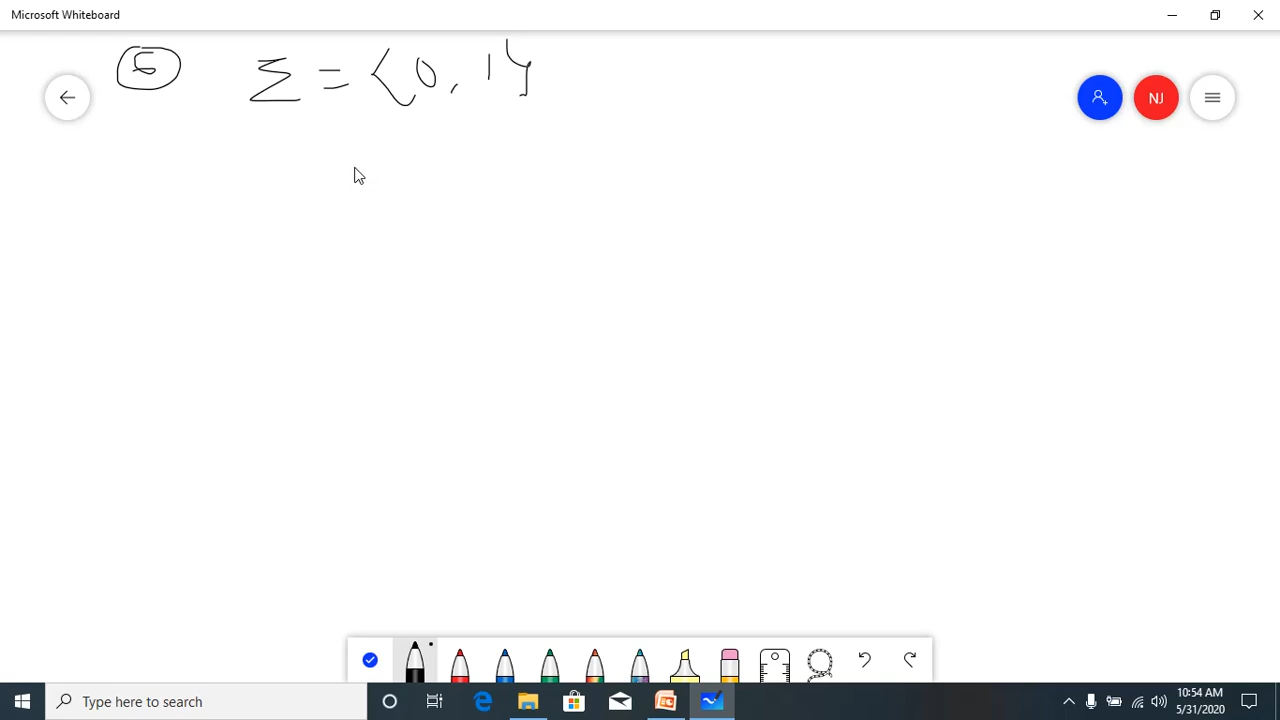 Microsoft Whiteboard
5 Σ = {0, 1}
NJ
Type here to search
10:54 AM
5/31/2020